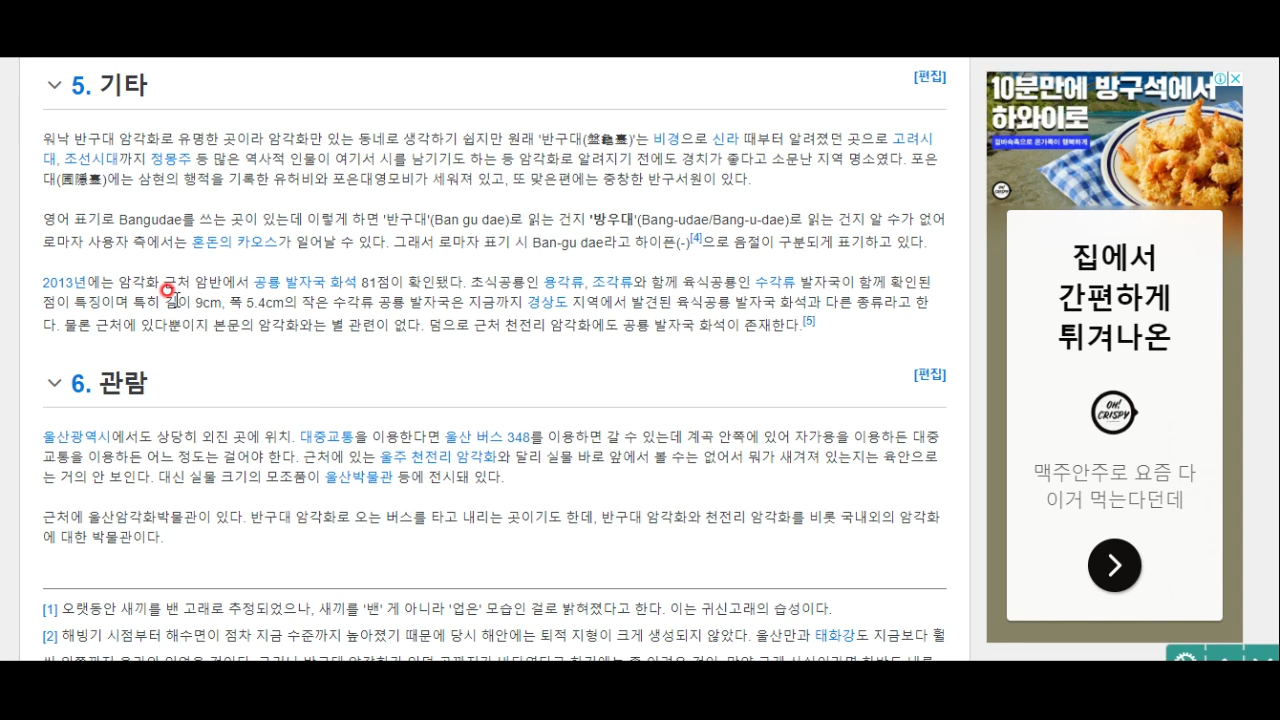 5. 기타
[편집]
워낙 반구대 암각화로 유명한 곳이라 암각화만 있는 동네로 생각하기 쉽지만 원래 '반구대(盤龜臺)'는 비경으로 신라 때부터 알려졌던 곳으로 고려시
대, 조선시대까지 정몽주 등 많은 역사적 인물이 여기서 시를 남기기도 하는 등 암각화로 알려지기 전에도 경치가 좋다고 소문난 지역 명소였다. 포은
대(圃隱臺)에는 삼현의 행적을 기록한 유허비와 포은대영모비가 세워져 있고, 또 맞은편에는 중창한 반구서원이 있다.
영어 표기로 Bangudae를 쓰는 곳이 있는데 이렇게 하면 '반구대'(Ban gu dae)로 읽는 건지 '방우대'(Bang-udae/Bang-u-dae)로 읽는 건지 알 수가 없어
로마자 사용자 측에서는 혼돈의 카오스가 일어날 수 있다. 그래서 로마자 표기 시 Ban-gu dae라고 하이픈(-)[4]으로 음절이 구분되게 표기하고 있다.
2013년에는 암각화 근처 암반에서 공룡 발자국 화석 81점이 확인됐다. 초식공룡인 용각류, 조각류와 함께 육식공룡인 수각류 발자국이 함께 확인된
점이 특징이며 특히 길이 9cm, 폭 5.4cm의 작은 수각류 공룡 발자국은 지금까지 경상도 지역에서 발견된 육식공룡 발자국 화석과 다른 종류라고 한
다. 물론 근처에 있다뿐이지 본문의 암각화와는 별 관련이 없다. 덤으로 근처 천전리 암각화에도 공룡 발자국 화석이 존재한다.[5]
6. 관람
[편집]
울산광역시에서도 상당히 외진 곳에 위치. 대중교통을 이용한다면 울산 버스 348를 이용하면 갈 수 있는데 계곡 안쪽에 있어 자가용을 이용하든 대중
교통을 이용하든 어느 정도는 걸어야 한다. 근처에 있는 울주 천전리 암각화와 달리 실물 바로 앞에서 볼 수는 없어서 뭐가 새겨져 있는지는 육안으로
는 거의 안 보인다. 대신 실물 크기의 모조품이 울산박물관 등에 전시돼 있다.
근처에 울산암각화박물관이 있다. 반구대 암각화로 오는 버스를 타고 내리는 곳이기도 한데, 반구대 암각화와 천전리 암각화를 비롯 국내외의 암각화
에 대한 박물관이다.
[1] 오랫동안 새끼를 밴 고래로 추정되었으나, 새끼를 '밴' 게 아니라 '업은' 모습인 걸로 밝혀졌다고 한다. 이는 귀신고래의 습성이다.
[2] 해빙기 시점부터 해수면이 점차 지금 수준까지 높아졌기 때문에 당시 해안에는 퇴적 지형이 크게 생성되지 않았다. 울산만과 태화강도 지금보다 훨
10분만에 방구석에서
하와이로
겉바속촉으로 온가족이 행복하게
OH! CRISPY
집에서
간편하게
튀겨나온
OH! CRISPY
맥주안주로 요즘 다
이거 먹는다던데